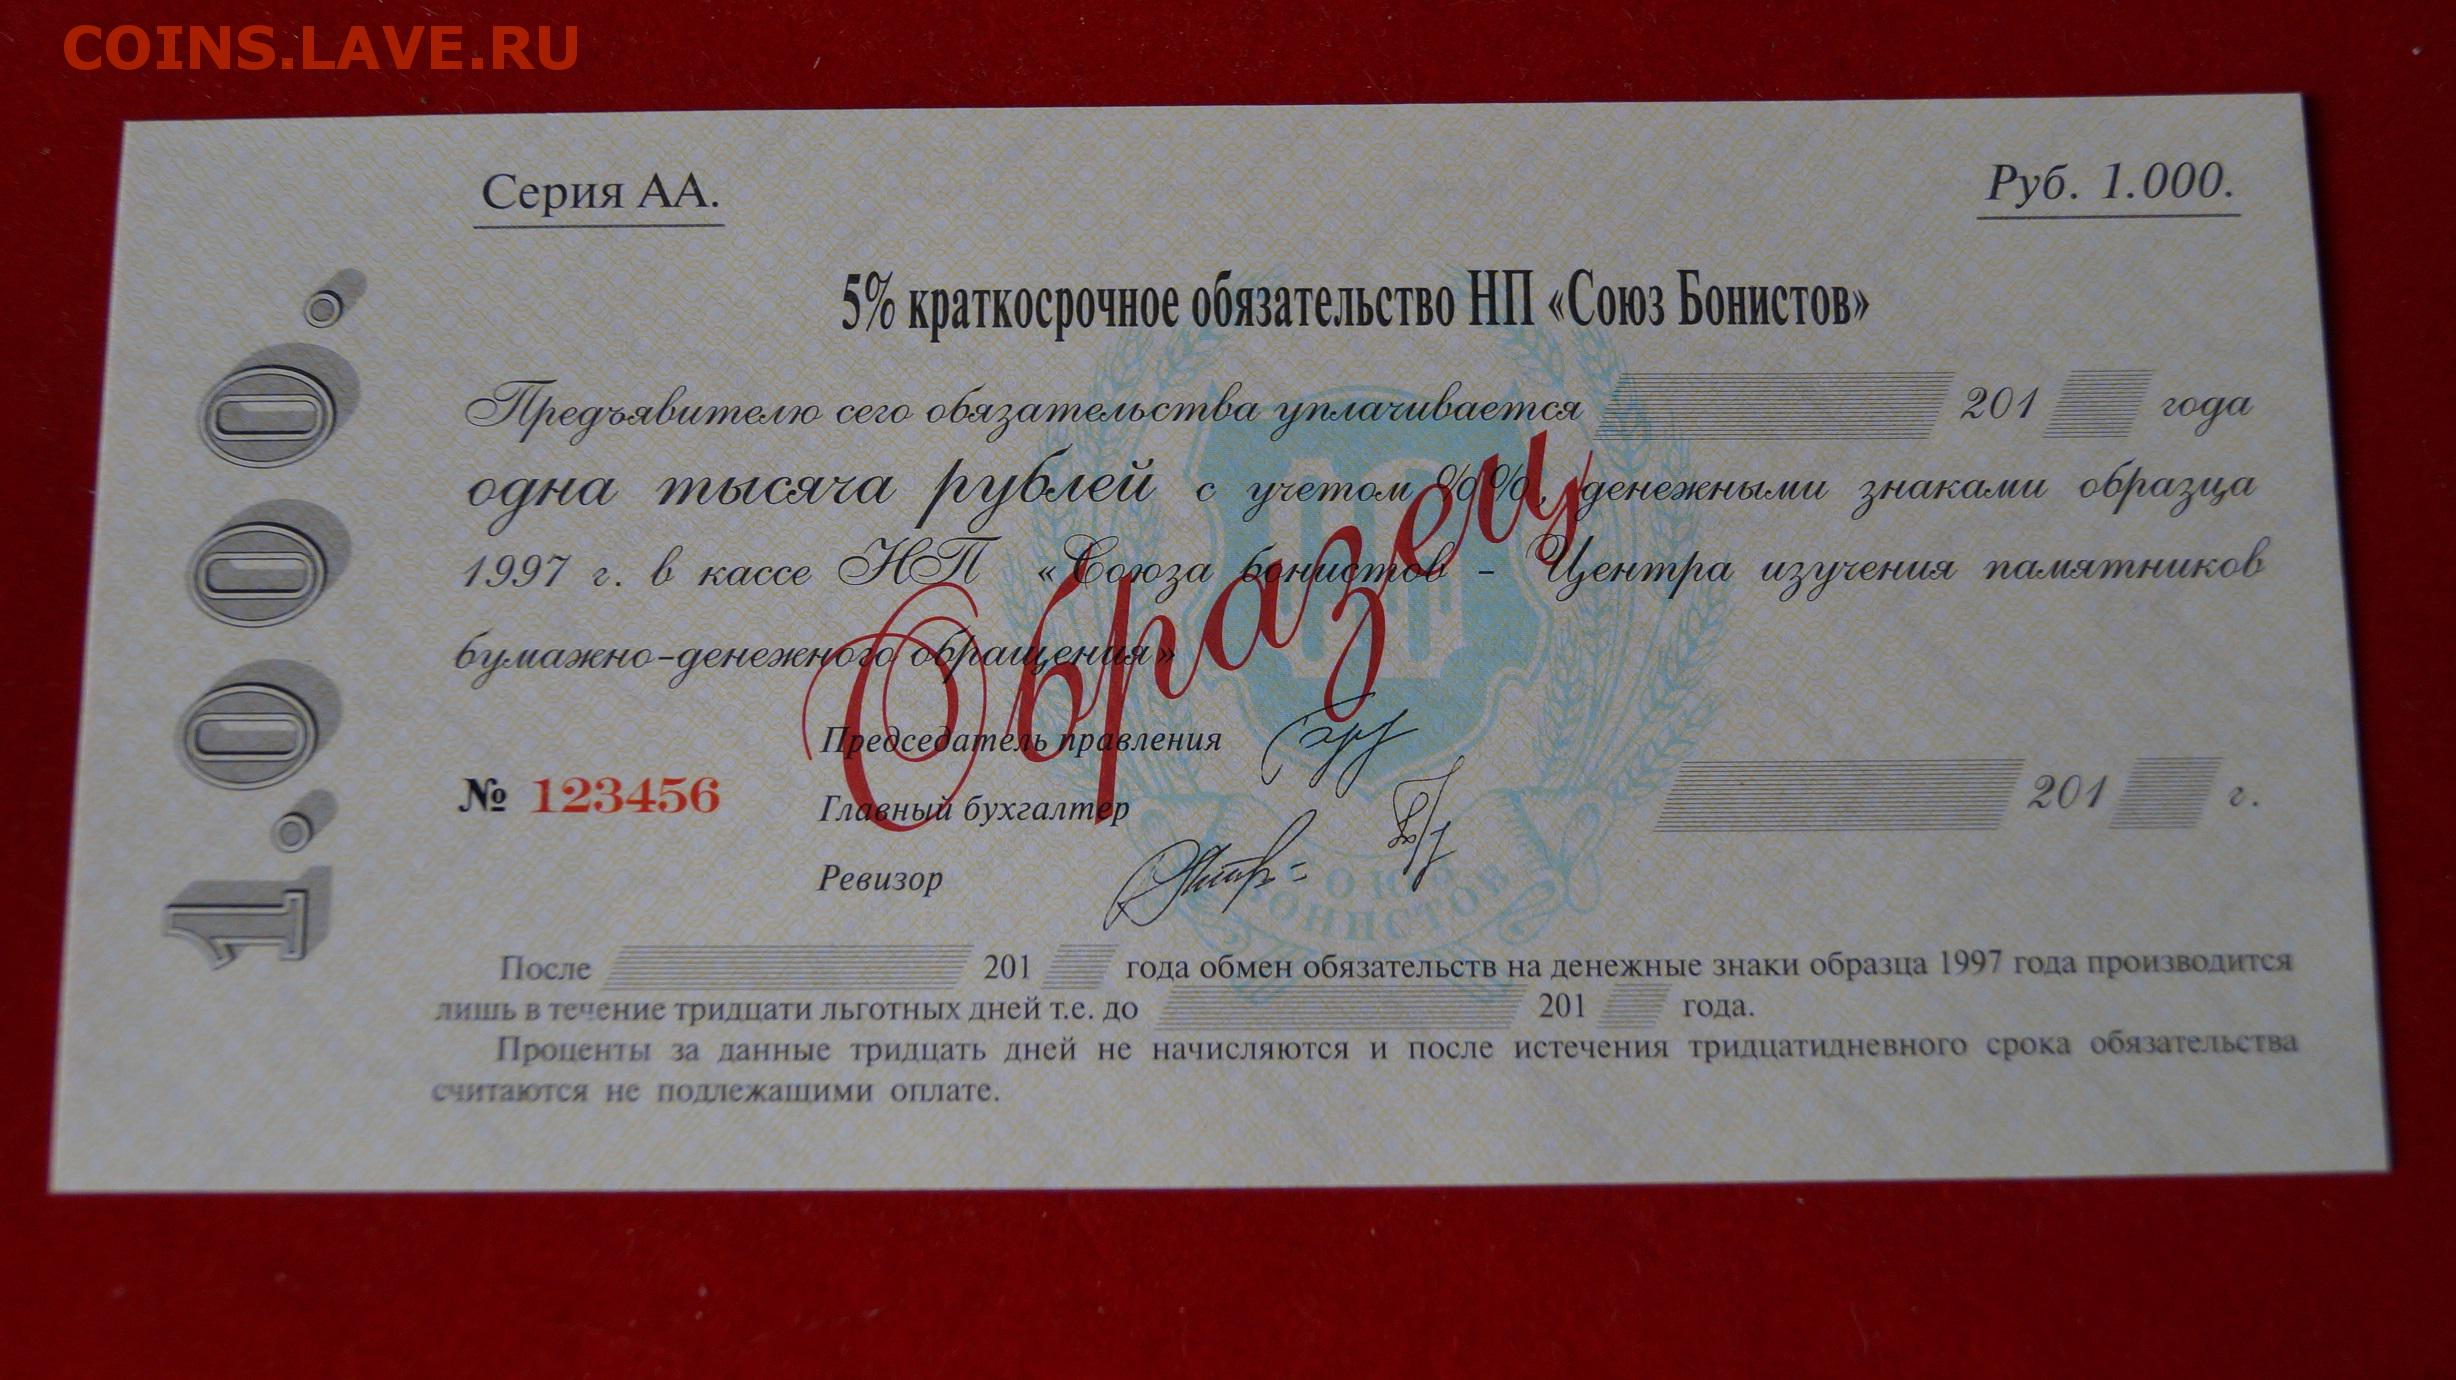 COINS.LAVE.RU
Серия АА.
Руб. 1.000.
5% краткосрочное обязательство НП «Союз Бонистов»
Предъявителю сего обязательства уплачивается 201 года
одна тысяча рублей с учетом %%, денежными знаками образца
1997 г. в кассе НП «Союза бонистов - Центра изучения памятников
бумажно-денежного обращения»
Образец
Председатель правления
№ 123456
Главный бухгалтер
201 г.
Ревизор
СОЮЗ
БОНИСТОВ
После 201 года обмен обязательств на денежные знаки образца 1997 года производится
лишь в течение тридцати льготных дней т.е. до 201 года.
Проценты за данные тридцать дней не начисляются и после истечения тридцатидневного срока обязательства
считаются не подлежащими оплате.
1.000.